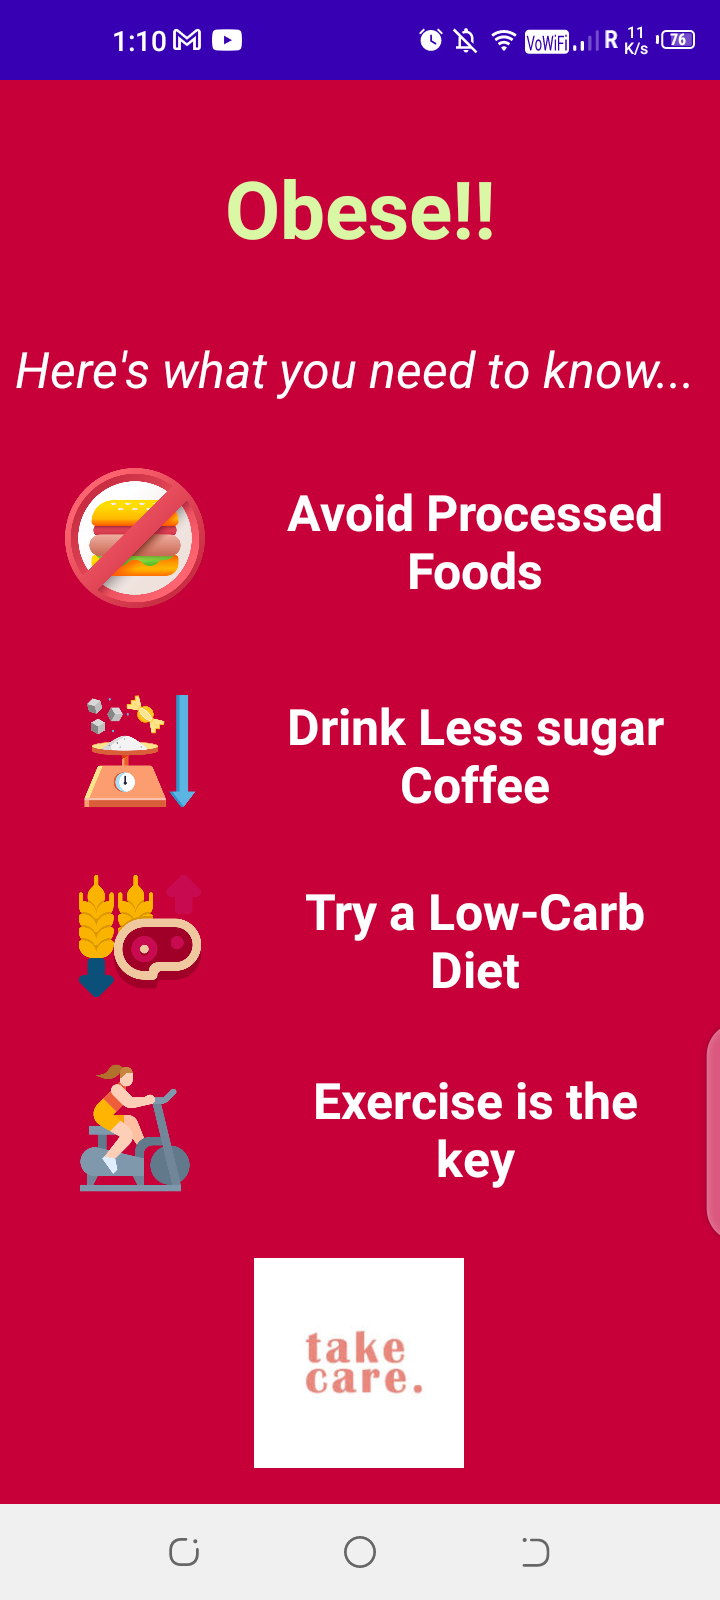 1:10
VoWiFi
R
11
K/s
76
Obese!!
Here's what you need to know...
Avoid Processed
Foods
Drink Less sugar
Coffee
Try a Low-Carb
Diet
Exercise is the
key
take
care.